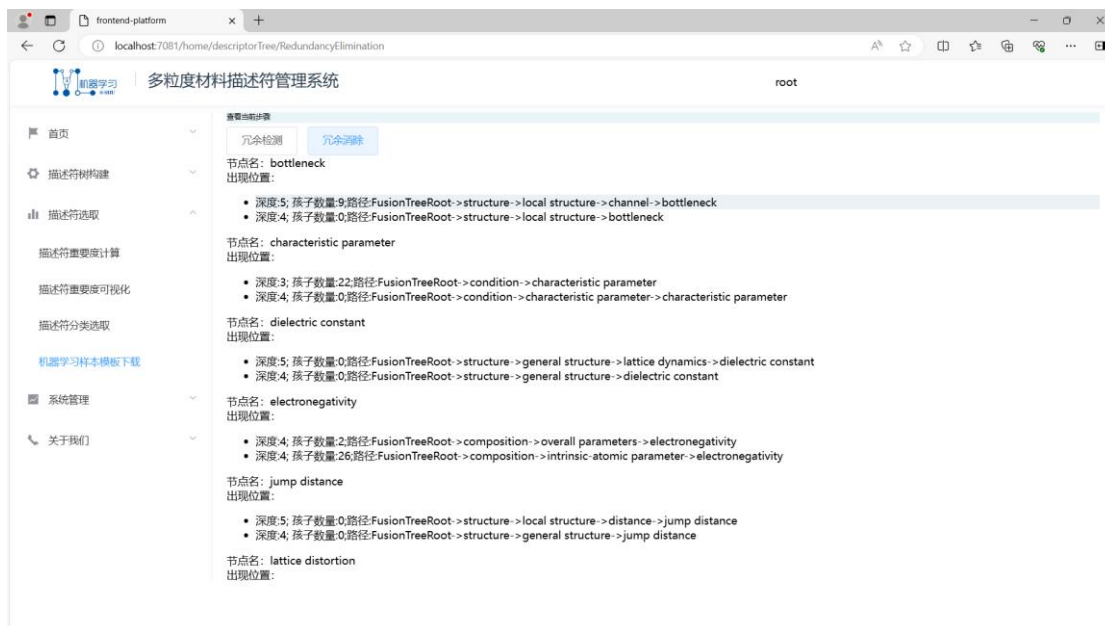 frontend-platform
localhost:7081/home/descriptorTree/RedundancyElimination
机器学习
多粒度材料描述符管理系统
root
首页
描述符树构建
描述符选取
描述符重要度计算
描述符重要度可视化
描述符分类选取
机器学习样本模板下载
系统管理
关于我们
查看当前步骤
冗余检测 冗余消除
节点名：bottleneck
出现位置：
• 深度:5; 孩子数量:9;路径:FusionTreeRoot->structure->local structure->channel->bottleneck
• 深度:4; 孩子数量:0;路径:FusionTreeRoot->structure->local structure->bottleneck
节点名：characteristic parameter
出现位置：
• 深度:3; 孩子数量:22;路径:FusionTreeRoot->condition->characteristic parameter
• 深度:4; 孩子数量:0;路径:FusionTreeRoot->condition->characteristic parameter->characteristic parameter
节点名：dielectric constant
出现位置：
• 深度:5; 孩子数量:0;路径:FusionTreeRoot->structure->general structure->lattice dynamics->dielectric constant
• 深度:4; 孩子数量:0;路径:FusionTreeRoot->structure->general structure->dielectric constant
节点名：electronegativity
出现位置：
• 深度:4; 孩子数量:2;路径:FusionTreeRoot->composition->overall parameters->electronegativity
• 深度:4; 孩子数量:26;路径:FusionTreeRoot->composition->intrinsic-atomic parameter->electronegativity
节点名：jump distance
出现位置：
• 深度:5; 孩子数量:0;路径:FusionTreeRoot->structure->local structure->distance->jump distance
• 深度:4; 孩子数量:0;路径:FusionTreeRoot->structure->general structure->jump distance
节点名：lattice distortion
出现位置：